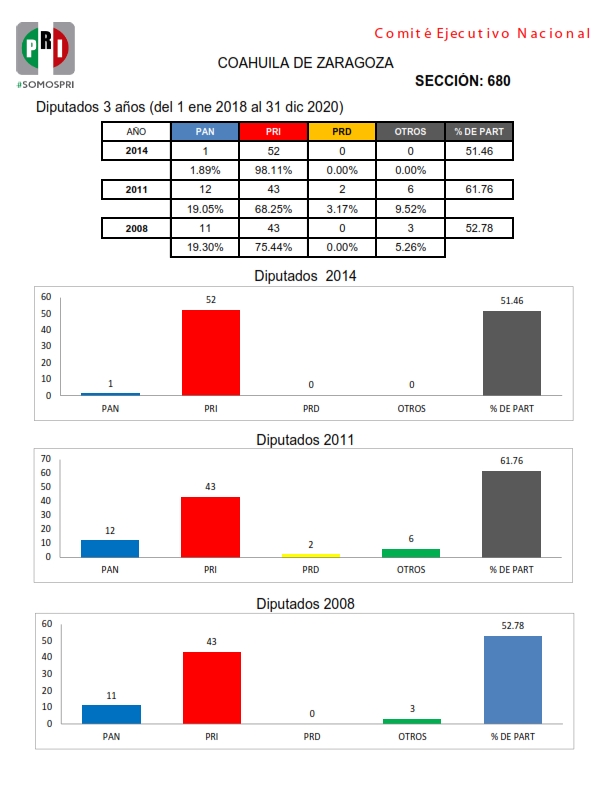 Comité Ejecutivo Nacional
PRI
#SOMOSPRI
COAHUILA DE ZARAGOZA
SECCIÓN: 680
Diputados 3 años (del 1 ene 2018 al 31 dic 2020)
AÑO PAN PRI PRD OTROS % DE PART
2014 1 52 0 0 51.46
1.89% 98.11% 0.00% 0.00%
2011 12 43 2 6 61.76
19.05% 68.25% 3.17% 9.52%
2008 11 43 0 3 52.78
19.30% 75.44% 0.00% 5.26%
Diputados 2014
60
50
40
30
20
10
0
1 52 0 0 51.46
PAN PRI PRD OTROS % DE PART
Diputados 2011
70
60
50
40
30
20
10
0
12 43 2 6 61.76
PAN PRI PRD OTROS % DE PART
Diputados 2008
60
50
40
30
20
10
0
11 43 0 3 52.78
PAN PRI PRD OTROS % DE PART